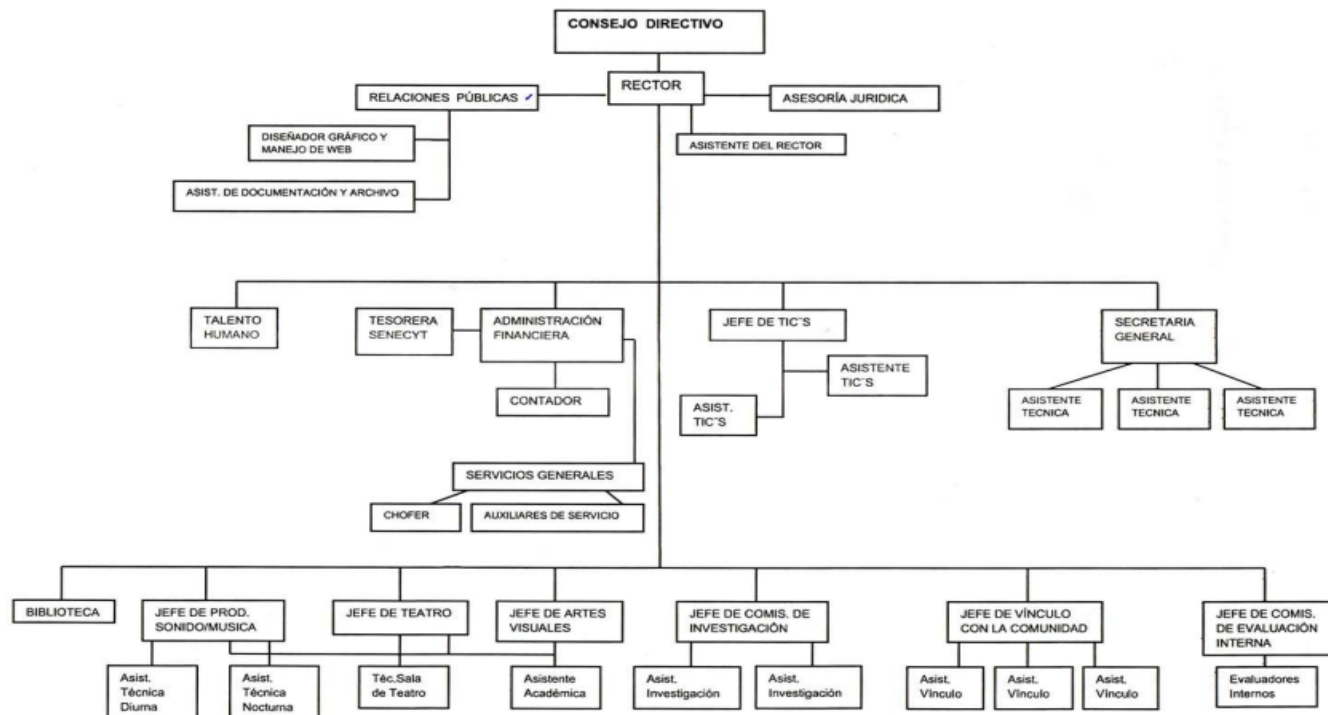 CONSEJO DIRECTIVO
RECTOR
RELACIONES PÚBLICAS
ASESORÍA JURIDICA
DISEÑADOR GRÁFICO Y
MANEJO DE WEB
ASISTENTE DEL RECTOR
ASIST. DE DOCUMENTACIÓN Y ARCHIVO
TALENTO
HUMANO
TESORERA
SENECYT
ADMINISTRACIÓN
FINANCIERA
JEFE DE TIC¨S
SECRETARIA
GENERAL
CONTADOR
ASISTENTE
TIC¨S
ASIST.
TIC¨S
ASISTENTE
TECNICA
ASISTENTE
TECNICA
ASISTENTE
TECNICA
SERVICIOS GENERALES
CHOFER
AUXILIARES DE SERVICIO
BIBLIOTECA
JEFE DE PROD.
SONIDO/MUSICA
JEFE DE TEATRO
JEFE DE ARTES
VISUALES
JEFE DE COMIS. DE
INVESTIGACIÓN
JEFE DE VÍNCULO
CON LA COMUNIDAD
JEFE DE COMIS.
DE EVALUACIÓN
INTERNA
Asist.
Técnica
Diurna
Asist.
Técnica
Nocturna
Téc.Sala
de Teatro
Asistente
Académica
Asist.
Investigación
Asist.
Investigación
Asist.
Vínculo
Asist.
Vínculo
Asist.
Vínculo
Evaluadores
Internos